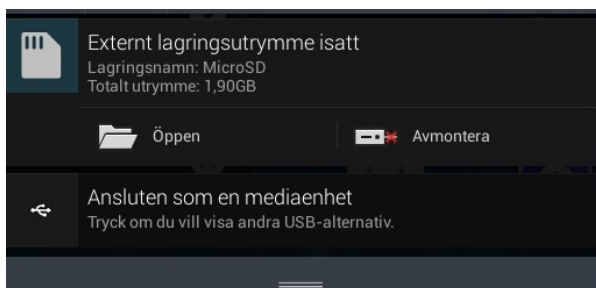 Externt lagringsutrymme isatt
Lagringsnamn: MicroSD
Totalt utrymme: 1,90GB
Öppen
Avmontera
Ansluten som en mediaenhet
Tryck om du vill visa andra USB-alternativ.